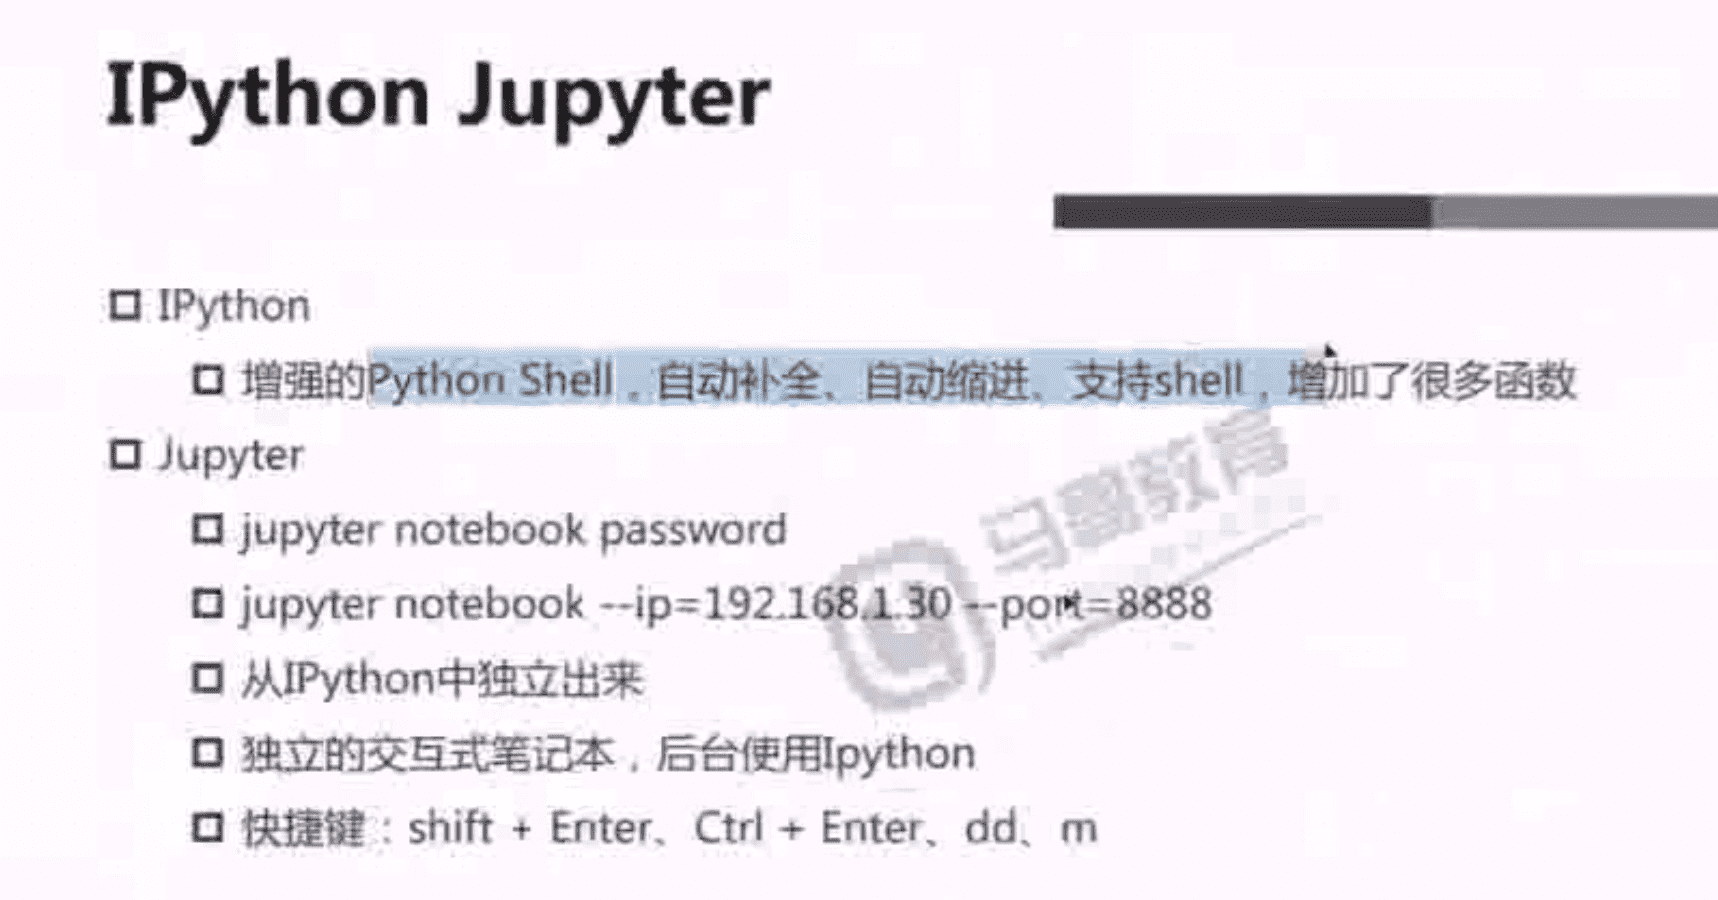 IPython Jupyter
IPython
增强的Python Shell，自动补全、自动缩进、支持shell，增加了很多函数
Jupyter
jupyter notebook password
jupyter notebook --ip=192.168.1.30 --port=8888
从IPython中独立出来
独立的交互式笔记本，后台使用Ipython
快捷键：shift + Enter、Ctrl + Enter、dd、m
马哥教育